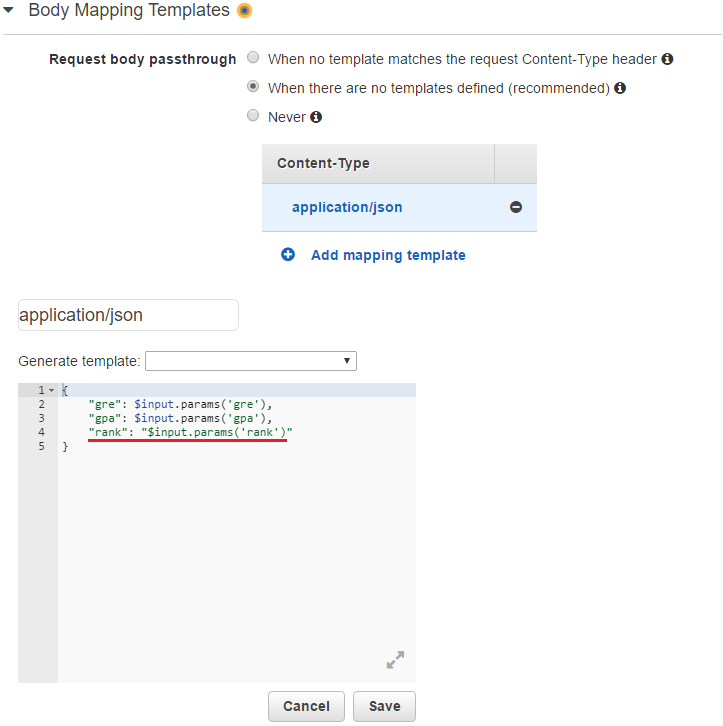 Body Mapping Templates
Request body passthrough
When no template matches the request Content-Type header
When there are no templates defined (recommended)
Never
Content-Type
application/json
Add mapping template
application/json
Generate template:
1 {
2 "gre": $input.params('gre'),
3 "gpa": $input.params('gpa'),
4 "rank": "$input.params('rank')"
5 }
Cancel Save